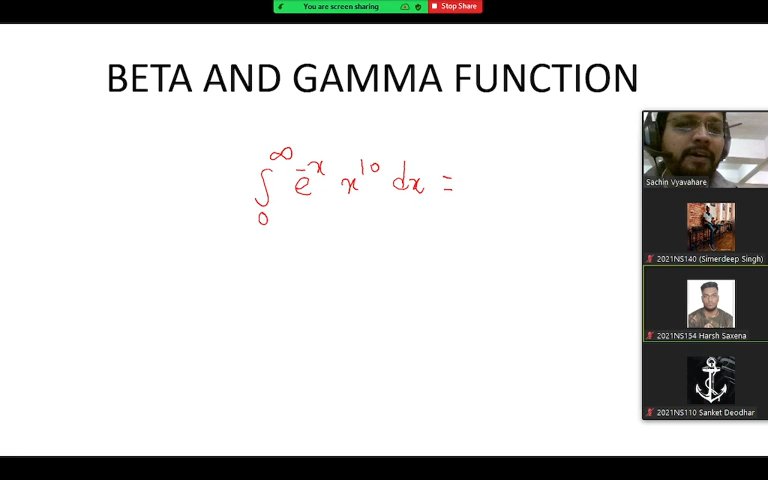 You are screen sharing
Stop Share
BETA AND GAMMA FUNCTION
∫₀^∞ e^{-x} x^{10} dx =
Sachin Vyavahare
2021NS140 (Simerdeep Singh)
2021NS154 Harsh Saxena
2021NS110 Sanket Deodhar